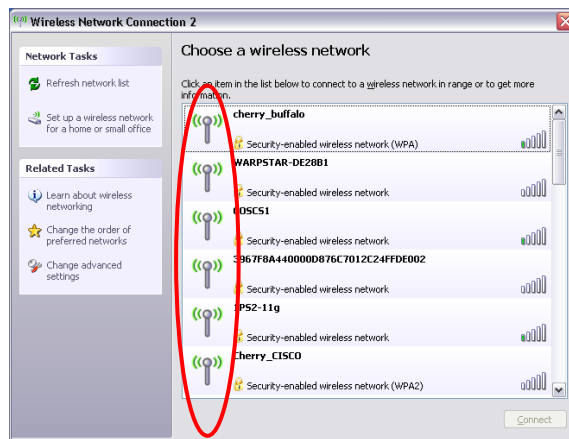 Wireless Network Connection 2
Network Tasks
Refresh network list
Set up a wireless network
for a home or small office
Related Tasks
Learn about wireless
networking
Change the order of
preferred networks
Change advanced
settings
Choose a wireless network
Click an item in the list below to connect to a wireless network in range or to get more
information.
cherry_buffalo
Security-enabled wireless network (WPA)
WARPSTAR-DE28B1
Security-enabled wireless network
Security-enabled wireless network
3967F8A440000D876C7012C24FFDE002
Security-enabled wireless network
Security-enabled wireless network
Cherry_CISCO
Security-enabled wireless network (WPA2)
Connect